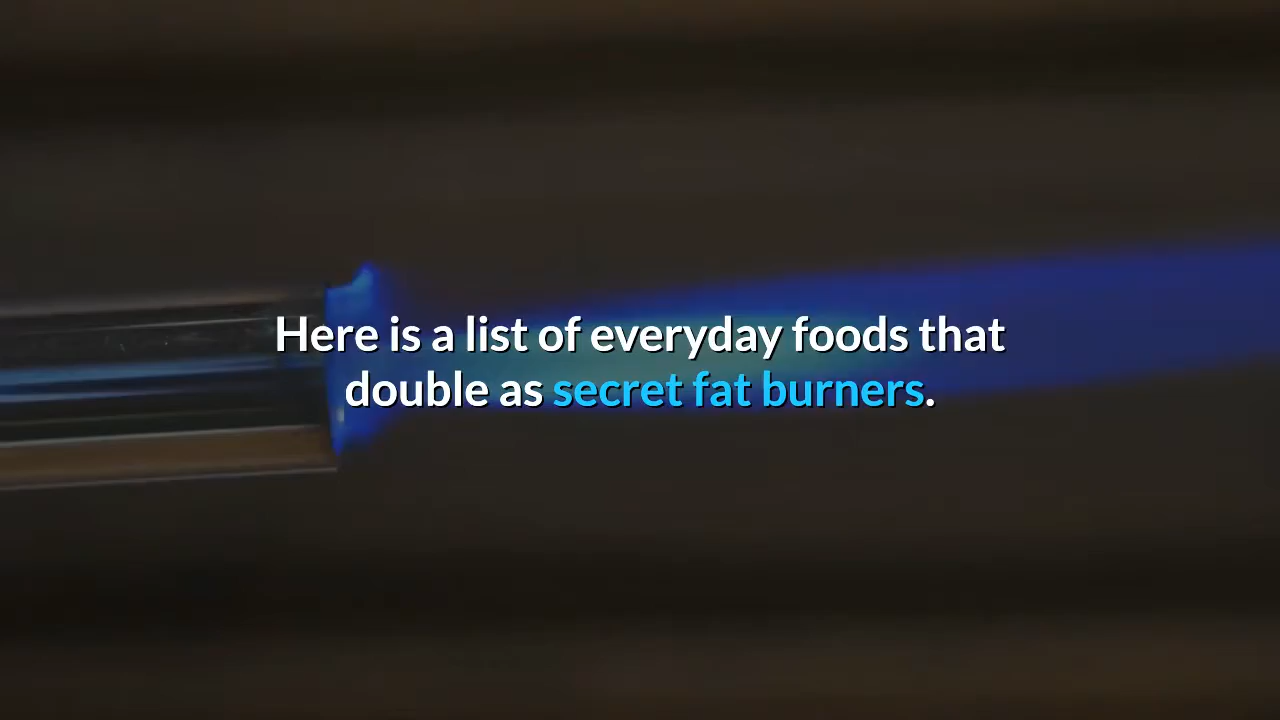 Here is a list of everyday foods that
double as secret fat burners.